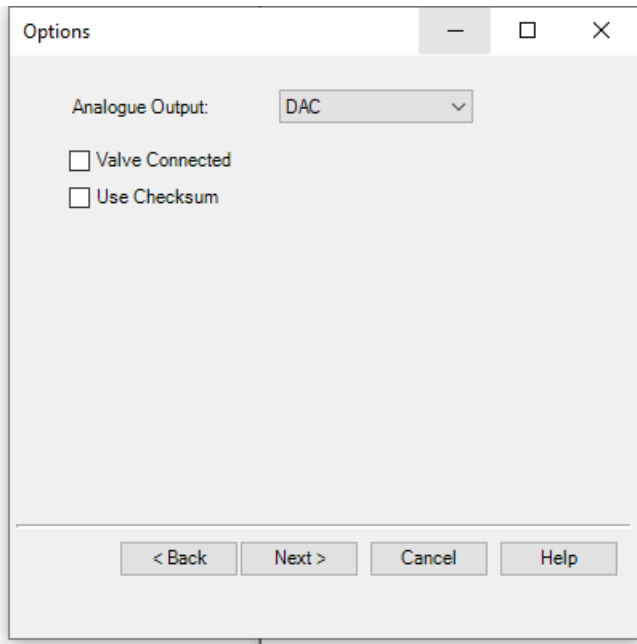 Options
Analogue Output: DAC
Valve Connected
Use Checksum
< Back Next > Cancel Help